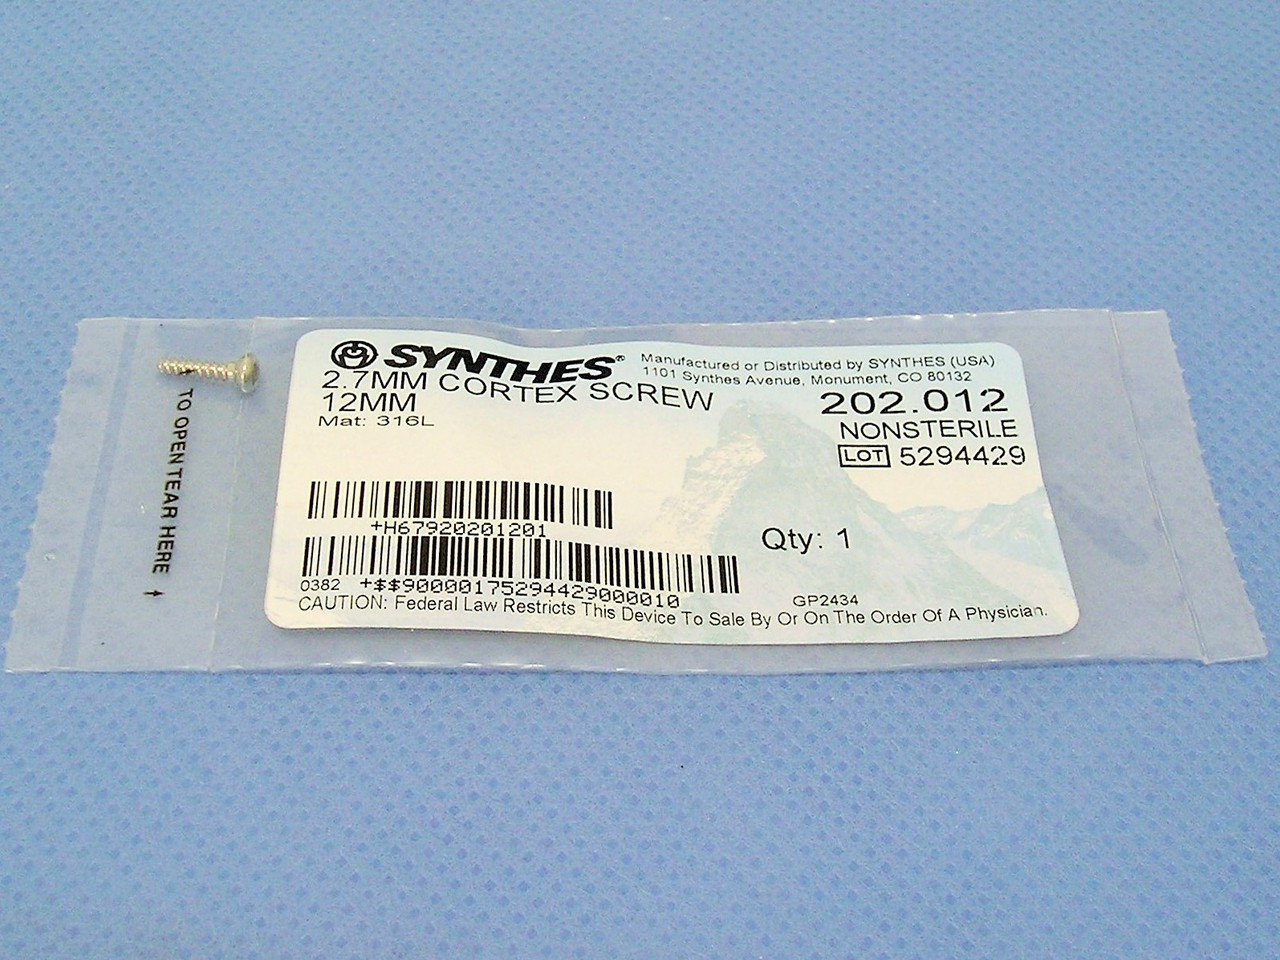 SYNTHES®
Manufactured or Distributed by SYNTHES (USA)
1101 Synthes Avenue, Monument, CO 80132
2.7MM CORTEX SCREW
12MM
Mat: 316L
202.012
NONSTERILE
LOT 5294429
+H67920201201
Qty: 1
0382 +$$90000175294429000010
GP2434
CAUTION: Federal Law Restricts This Device To Sale By Or On The Order Of A Physician.
TO OPEN TEAR HERE